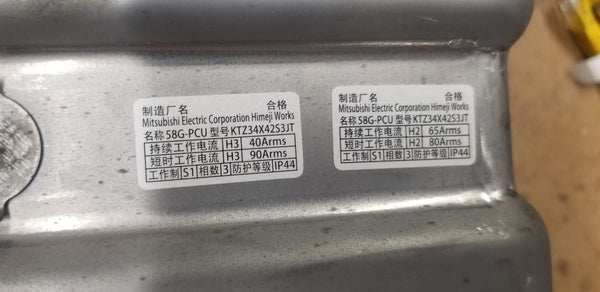 制造厂名 合格
Mitsubishi Electric Corporation Himeji Works
名称 58G-PCU 型号 KTZ34X42S3JT
持续工作电流 H3 40Arms
短时工作电流 H3 90Arms
工作制 S1 相数 3 防护等级 IP44
制造厂名 合格
Mitsubishi Electric Corporation Himeji Works
名称 58G-PCU 型号 KTZ34X42S3JT
持续工作电流 H2 65Arms
短时工作电流 H2 80Arms
工作制 S1 相数 3 防护等级 IP44